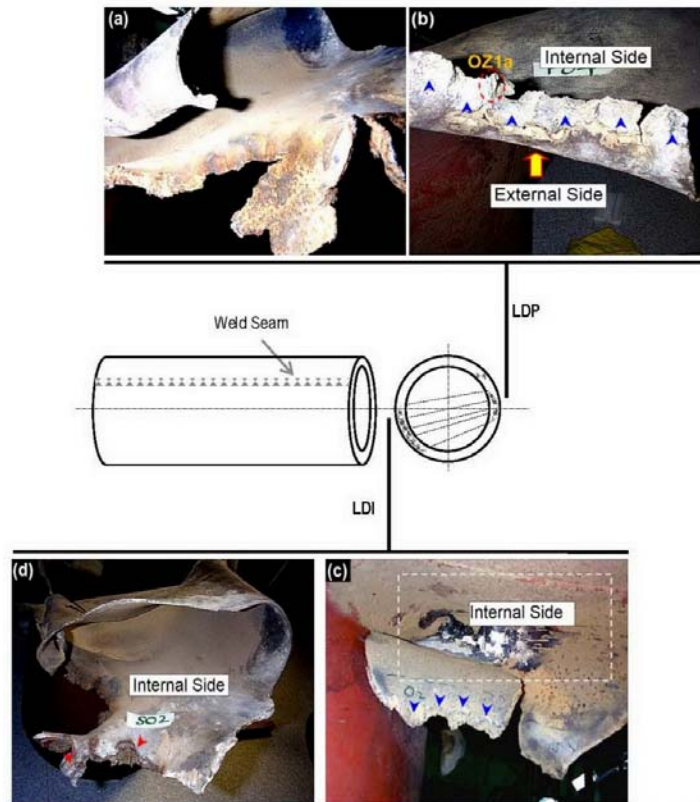 (a)
(b)
OZ1a
Internal Side
External Side
Weld Seam
LDP
LDI
(d)
Internal Side
SO2
(c)
Internal Side
O2